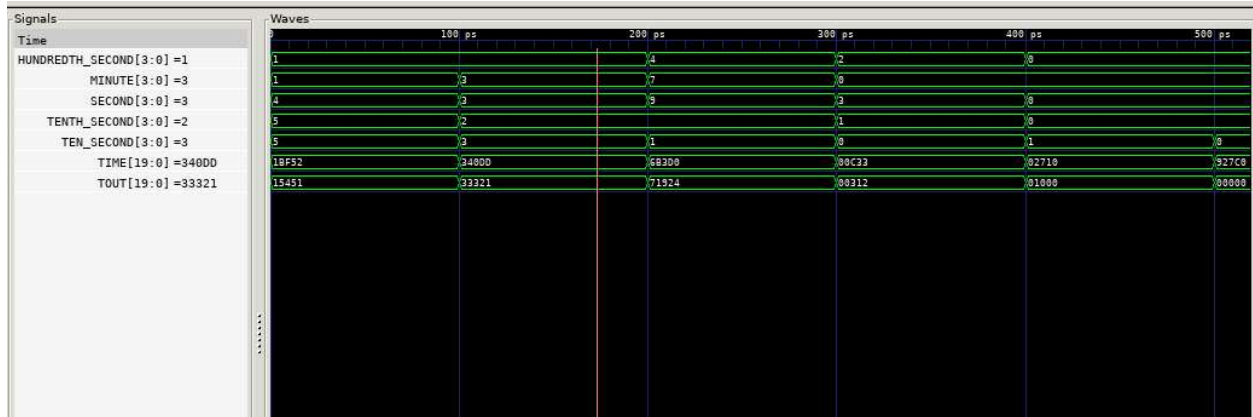 Signals
Waves
Time
0 100 ps 200 ps 300 ps 400 ps 500 ps
HUNDREDTH_SECOND[3:0] =1 1 4 2 0
MINUTE[3:0] =3 1 3 7 0
SECOND[3:0] =3 4 3 9 3 0
TENTH_SECOND[3:0] =2 5 2 1 0
TEN_SECOND[3:0] =3 5 3 1 0 1 0
TIME[19:0] =340DD 1BF52 340DD 6B3D0 00C33 02710 927C0
TOUT[19:0] =33321 15451 33321 71924 00312 01000 00000